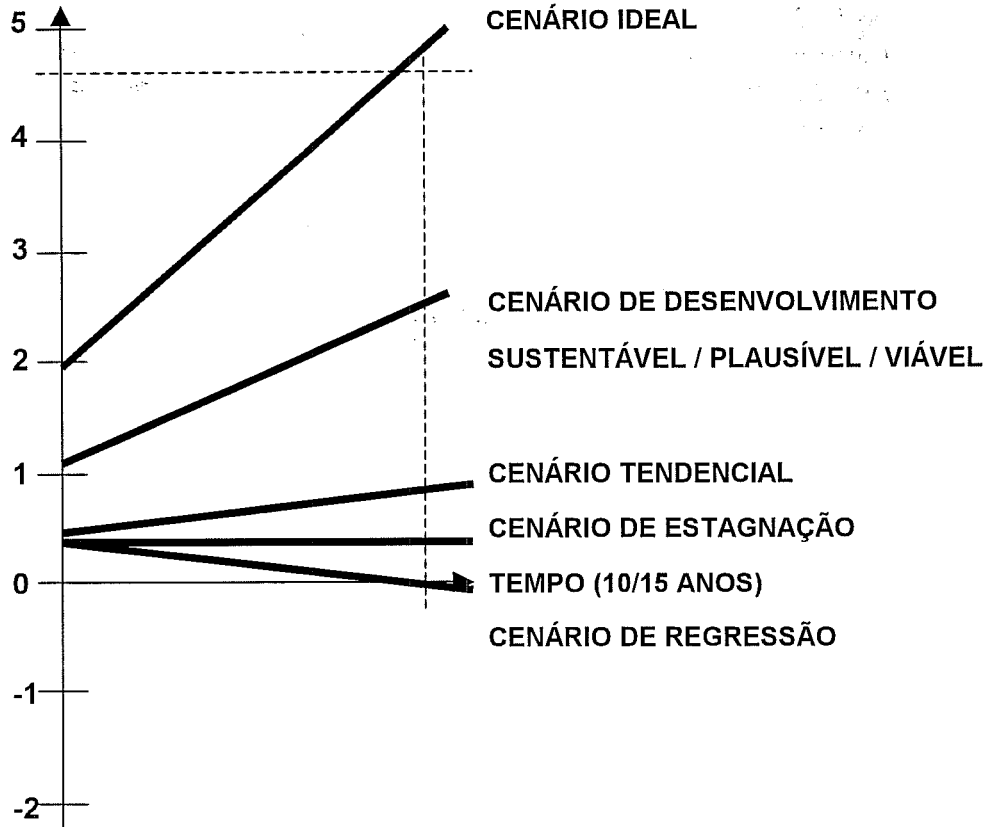 5
CENÁRIO IDEAL
4
3
CENÁRIO DE DESENVOLVIMENTO
2
SUSTENTÁVEL / PLAUSÍVEL / VIÁVEL
1
CENÁRIO TENDENCIAL
CENÁRIO DE ESTAGNAÇÃO
0
TEMPO (10/15 ANOS)
CENÁRIO DE REGRESSÃO
-1
-2